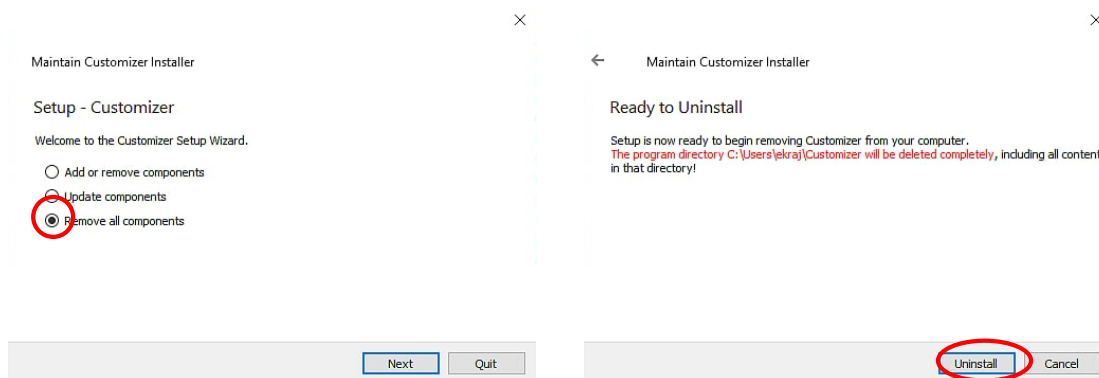 Maintain Customizer Installer
Setup - Customizer
Welcome to the Customizer Setup Wizard.
Add or remove components
Update components
Remove all components
Next
Quit
Maintain Customizer Installer
Ready to Uninstall
Setup is now ready to begin removing Customizer from your computer.
The program directory C:\Users\ekraj\Customizer will be deleted completely, including all content
in that directory!
Uninstall
Cancel